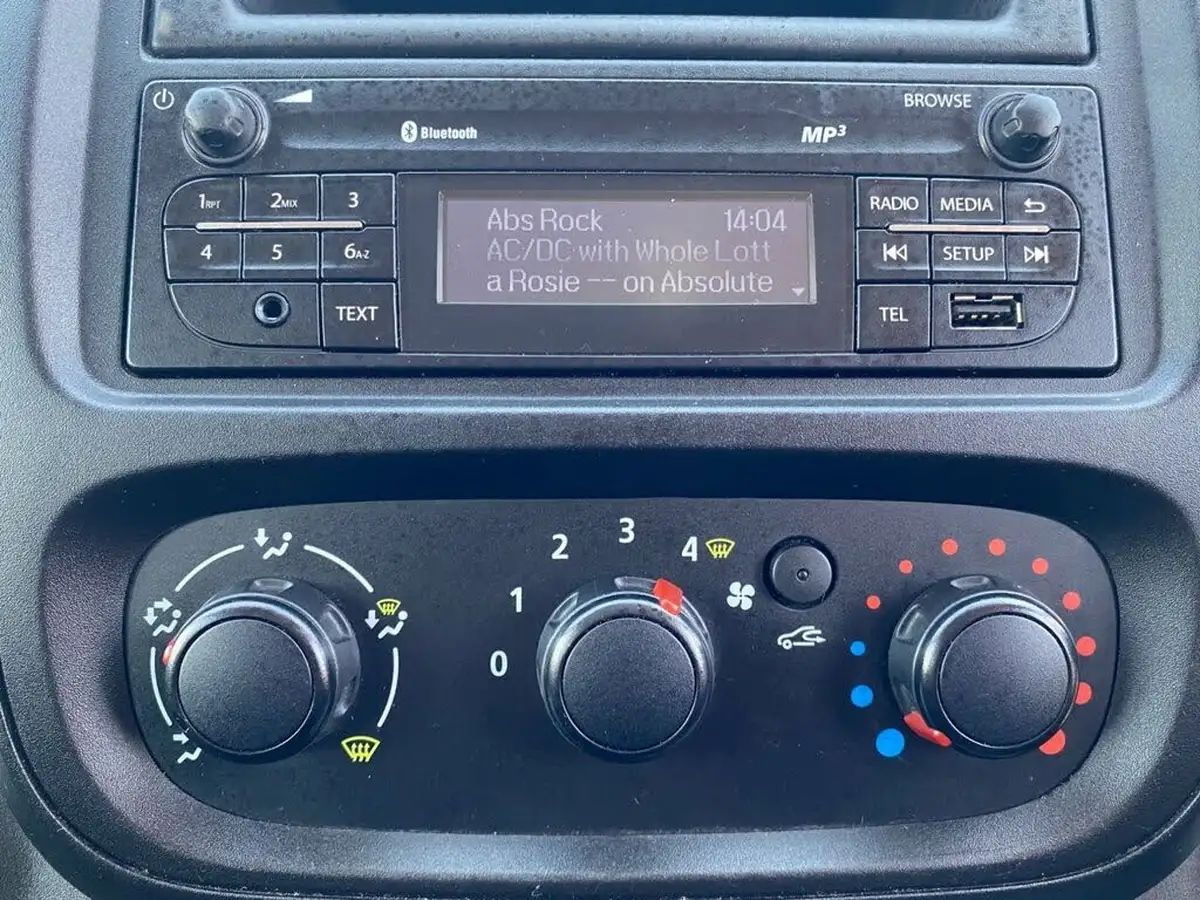 BROWSE
Bluetooth
MP3
1RPT 2MIX 3
4 5 6A-Z
TEXT
Abs Rock 14:04
AC/DC with Whole Lott
a Rosie -- on Absolute
RADIO MEDIA
SETUP
TEL
0 1 2 3 4